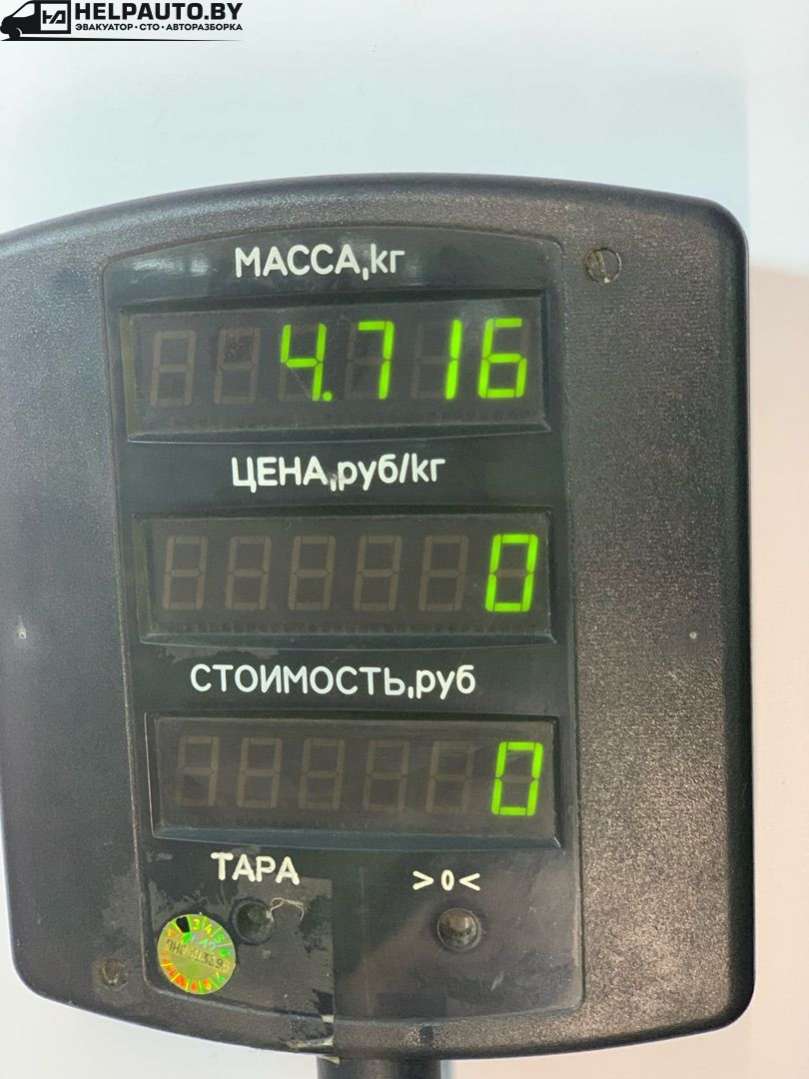 HELPAUTO.BY
ЭВАКУАТОР • СТО • АВТОРАЗБОРКА
МАССА,кг
4.716
ЦЕНА,руб/кг
0
СТОИМОСТЬ,руб
0
ТАРА >0<